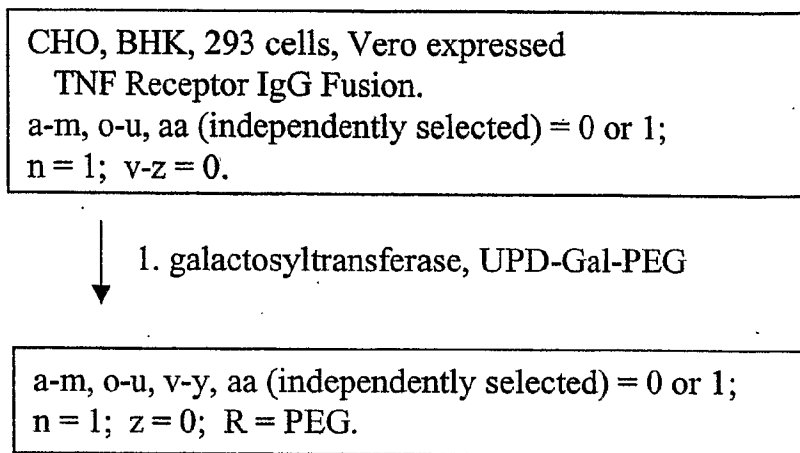 CHO, BHK, 293 cells, Vero expressed
TNF Receptor IgG Fusion.
a-m, o-u, aa (independently selected) = 0 or 1;
n = 1; v-z = 0.
1. galactosyltransferase, UPD-Gal-PEG
a-m, o-u, v-y, aa (independently selected) = 0 or 1;
n = 1; z = 0; R = PEG.